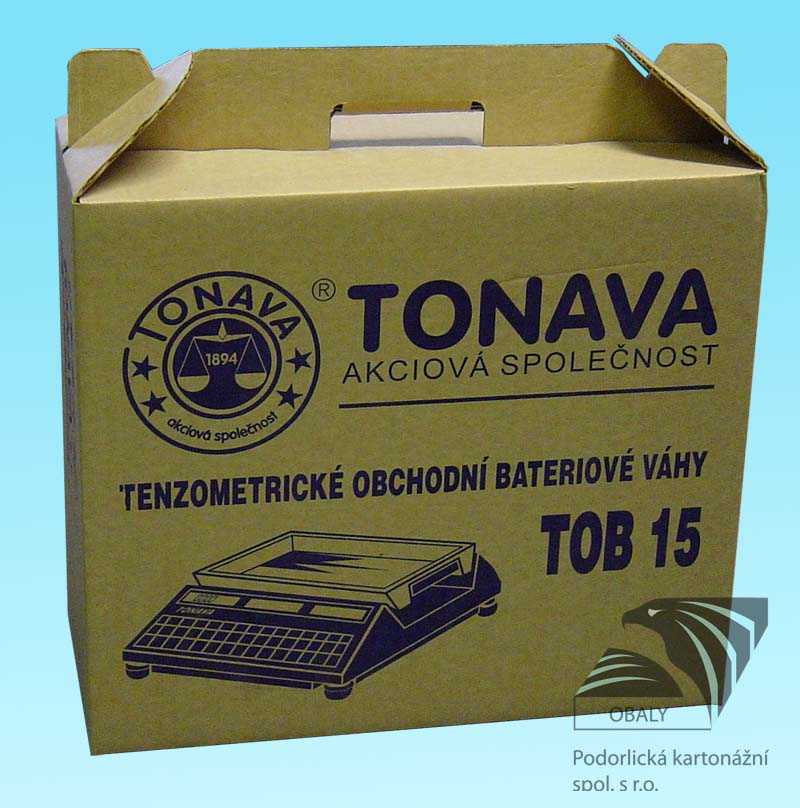 TONAVA
1894
akciová společnost
®
TONAVA
AKCIOVÁ SPOLEČNOST
TENZOMETRICKÉ OBCHODNÍ BATERIOVÉ VÁHY
TOB 15
TONAVA
OBALY
Podorlická kartonážní
spol. s r.o.